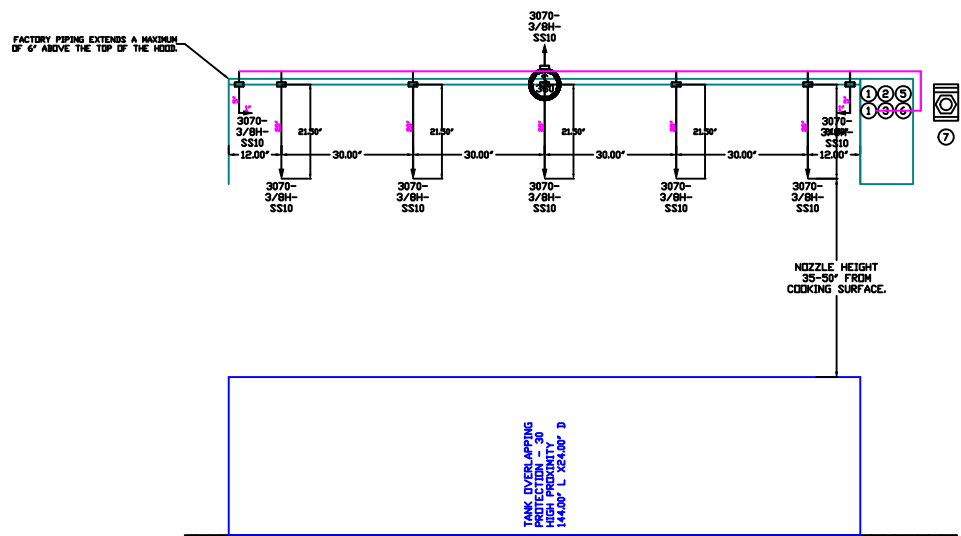 3070-
3/8H-
SS10
FACTORY PIPING EXTENDS A MAXIMUM
OF 6" ABOVE THE TOP OF THE HOOD.
1 2 5
1 3 6
7
3070-
3/8H-
SS10
21.50"
21.50"
21.50"
21.50"
3070-
3/8H-
SS10
12.00"
30.00"
30.00"
30.00"
30.00"
12.00"
3070-
3/8H-
SS10
3070-
3/8H-
SS10
3070-
3/8H-
SS10
3070-
3/8H-
SS10
3070-
3/8H-
SS10
NOZZLE HEIGHT
35-50" FROM
COOKING SURFACE.
TANK OVERLAPPING
PROTECTION - 30
HIGH PROXIMITY
144.00" L X24.00" D